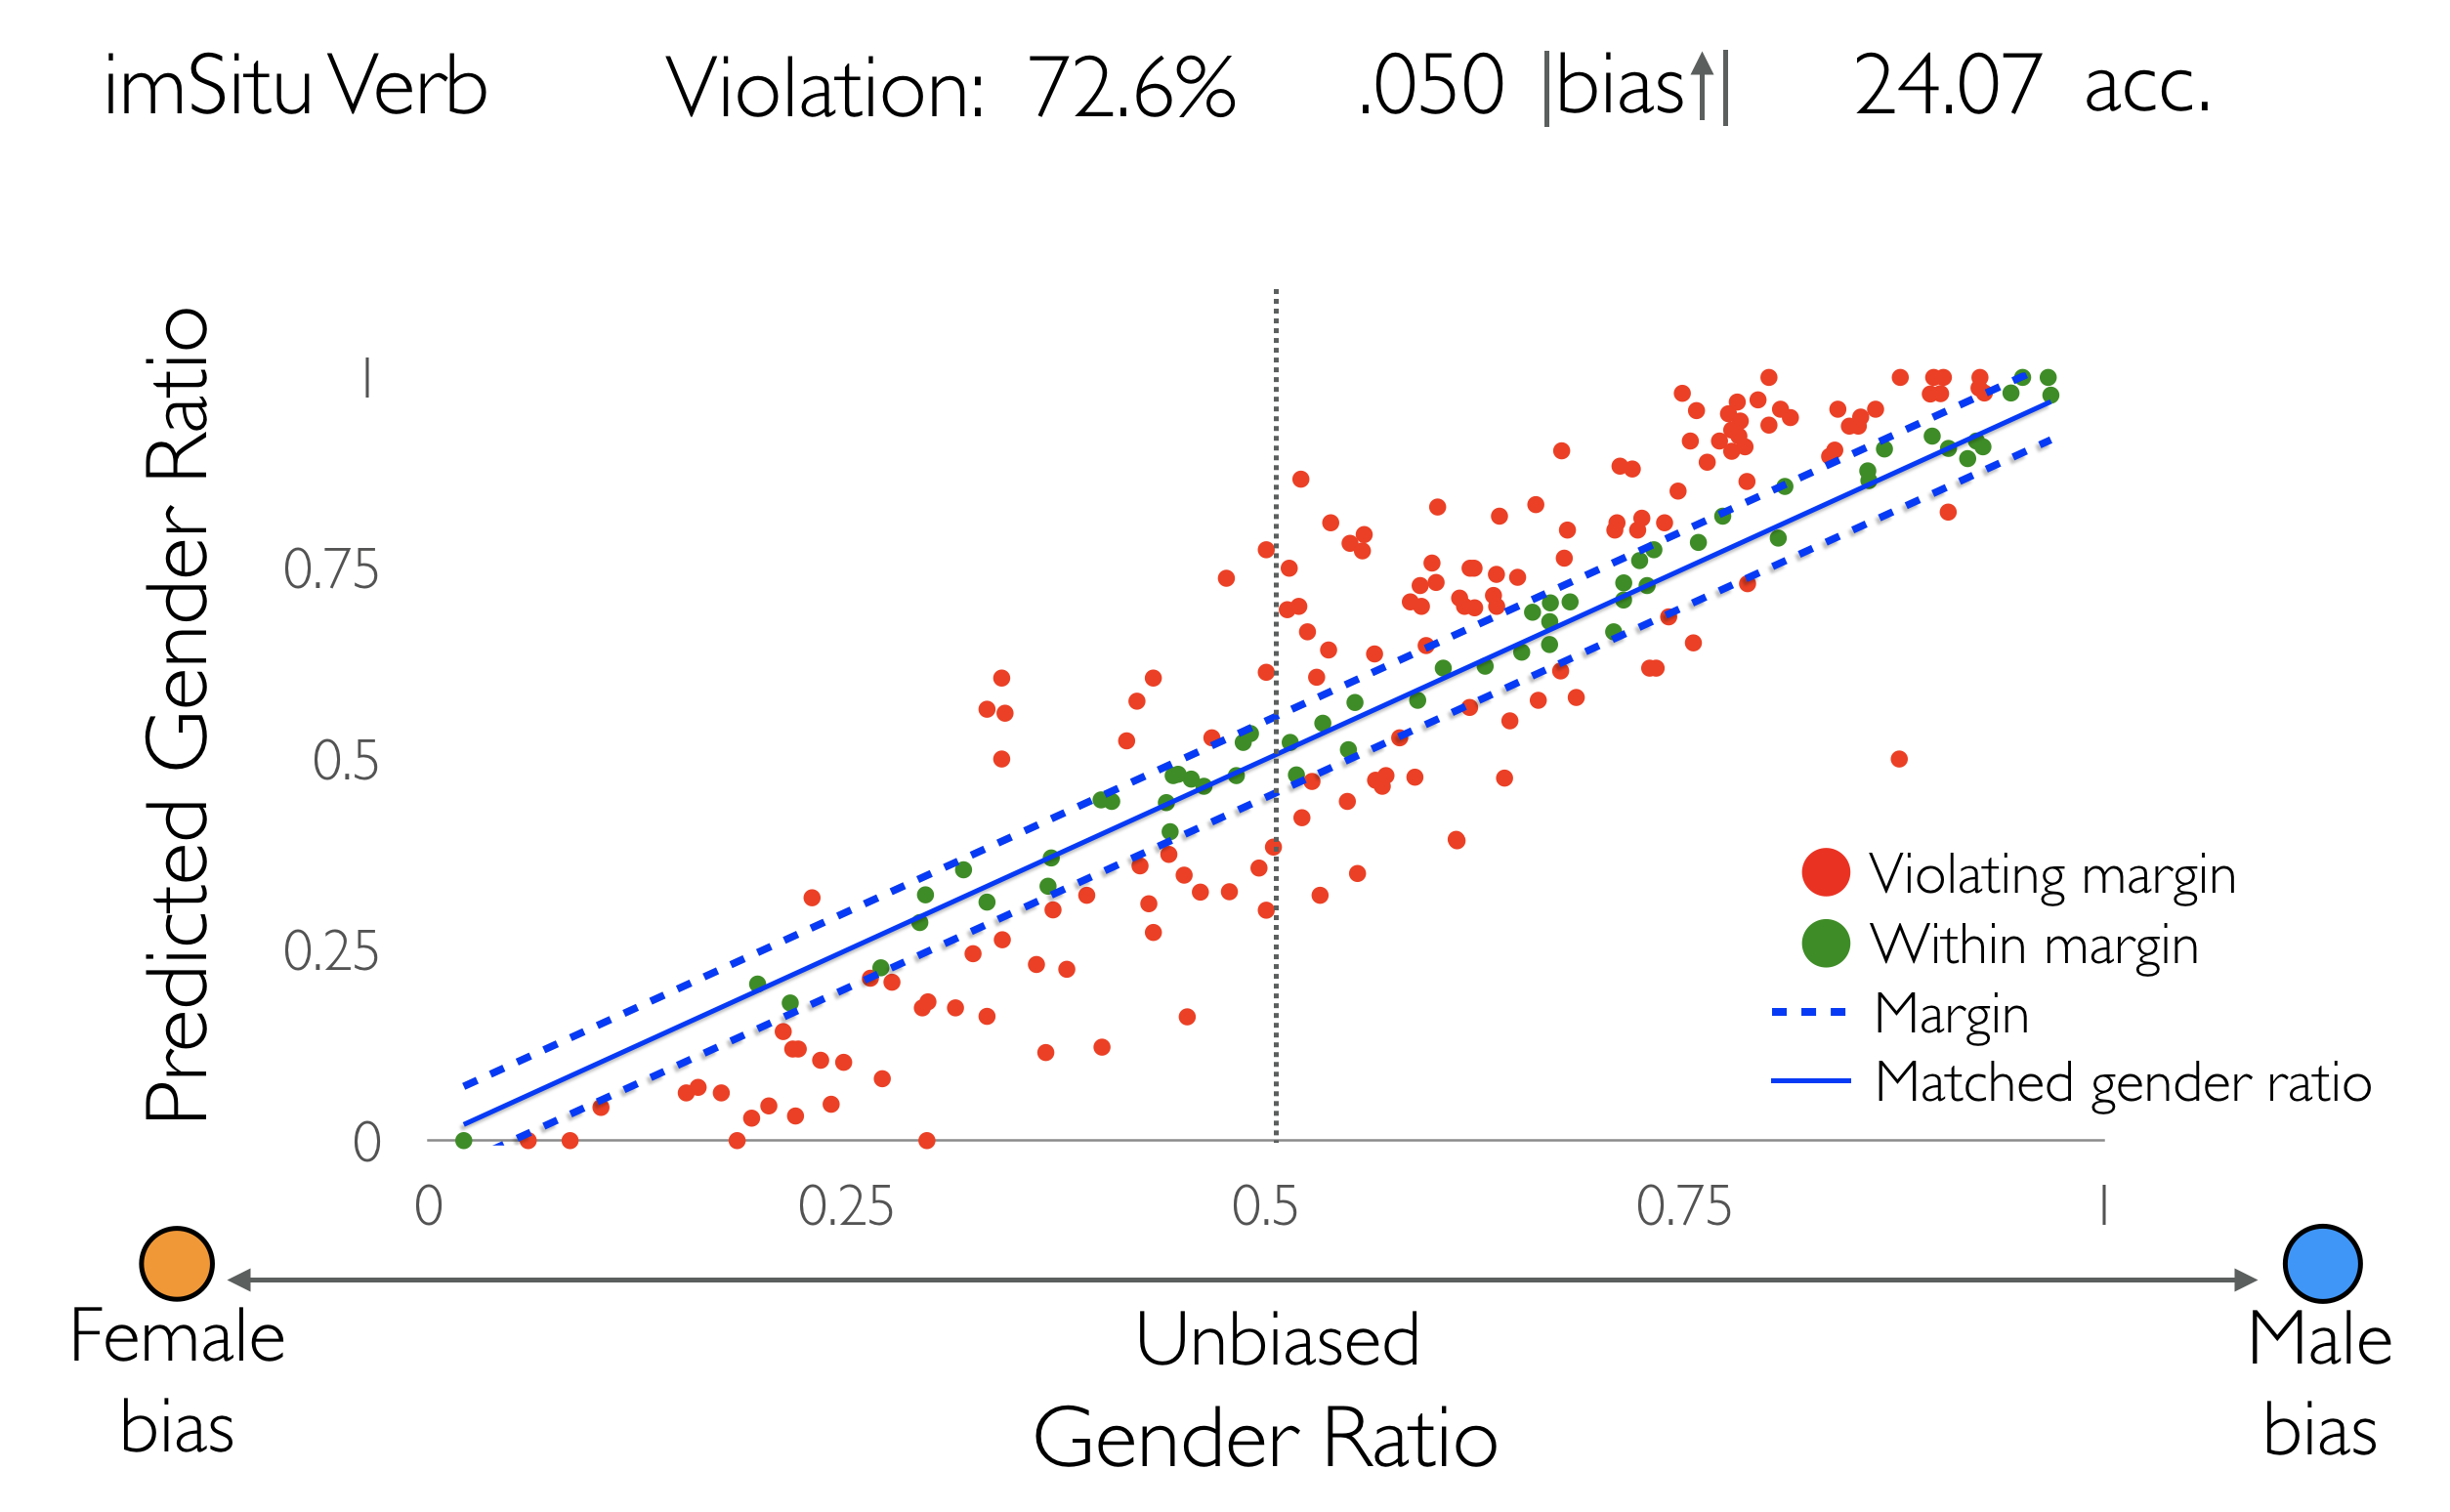 imSitu Verb Violation: 72.6% .050 |bias↑| 24.07 acc.
Predicted Gender Ratio
1
0.75
0.5
0.25
0
Violating margin
Within margin
Margin
Matched gender ratio
0 0.25 0.5 0.75 1
Female bias
Unbiased
Gender Ratio
Male bias